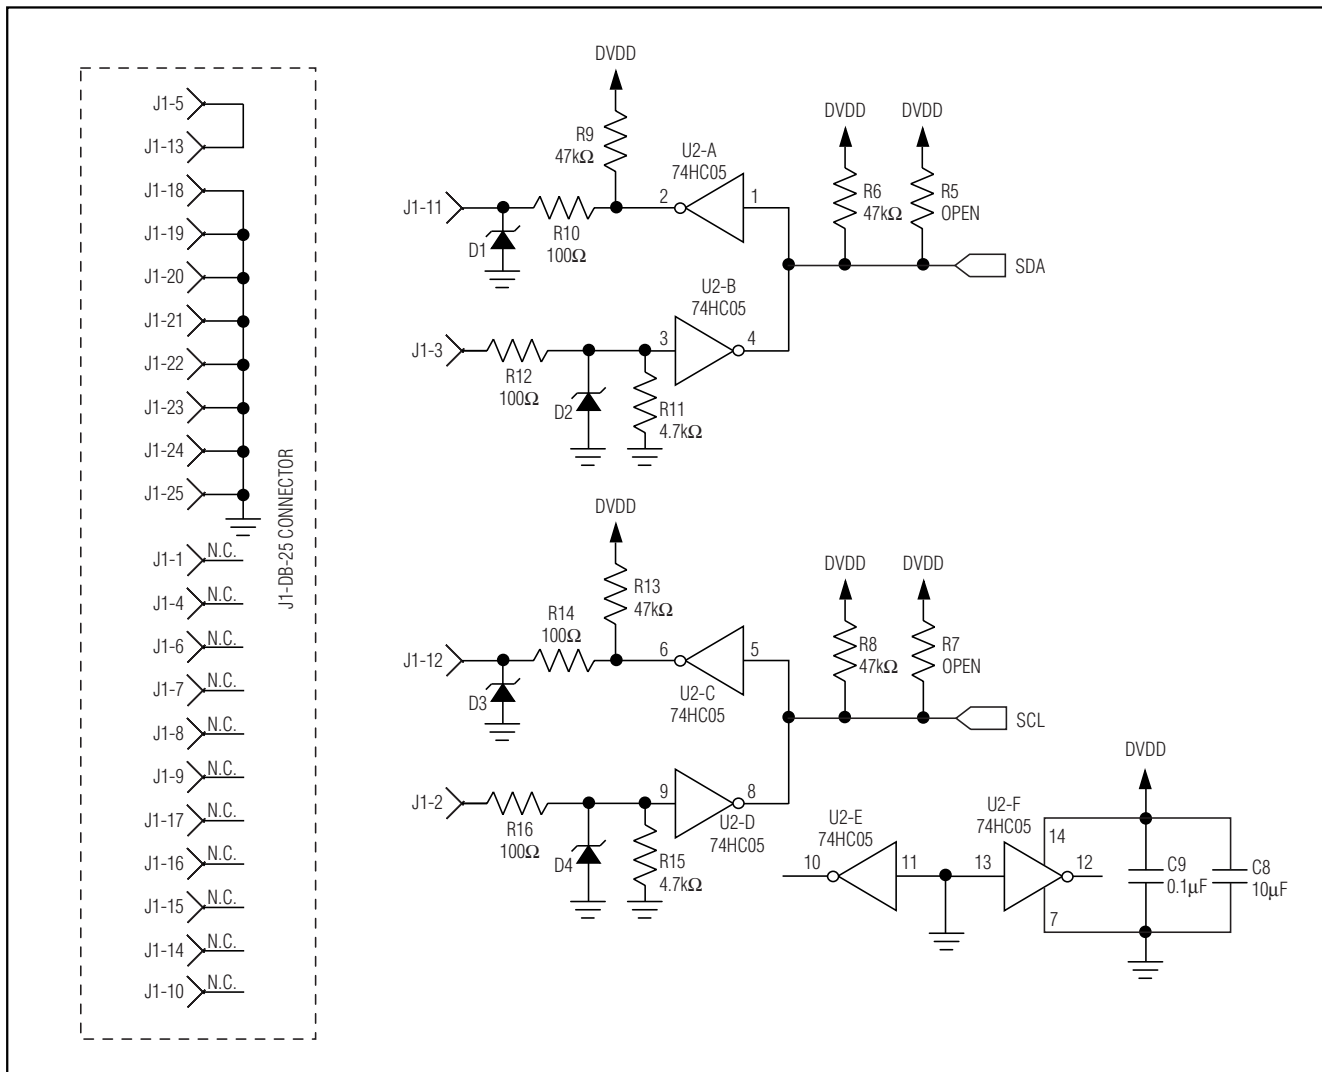 J1-5
J1-13
J1-18
J1-19
J1-20
J1-21
J1-22
J1-23
J1-24
J1-25
J1-1 N.C.
J1-4 N.C.
J1-6 N.C.
J1-7 N.C.
J1-8 N.C.
J1-9 N.C.
J1-17 N.C.
J1-16 N.C.
J1-15 N.C.
J1-14 N.C.
J1-10 N.C.
J1-DB-25 CONNECTOR
DVDD
R9
47kΩ
U2-A
74HC05
J1-11
2
1
D1
R10
100Ω
DVDD
DVDD
R6
47kΩ
R5
OPEN
SDA
U2-B
74HC05
J1-3
3
4
R12
100Ω
D2
R11
4.7kΩ
DVDD
R13
47kΩ
R14
100Ω
J1-12
6
5
D3
U2-C
74HC05
DVDD
DVDD
R8
47kΩ
R7
OPEN
SCL
J1-2
9
8
R16
100Ω
D4
R15
4.7kΩ
U2-D
74HC05
U2-E
74HC05
10
11
U2-F
74HC05
13
14
12
7
DVDD
C9
0.1µF
C8
10µF